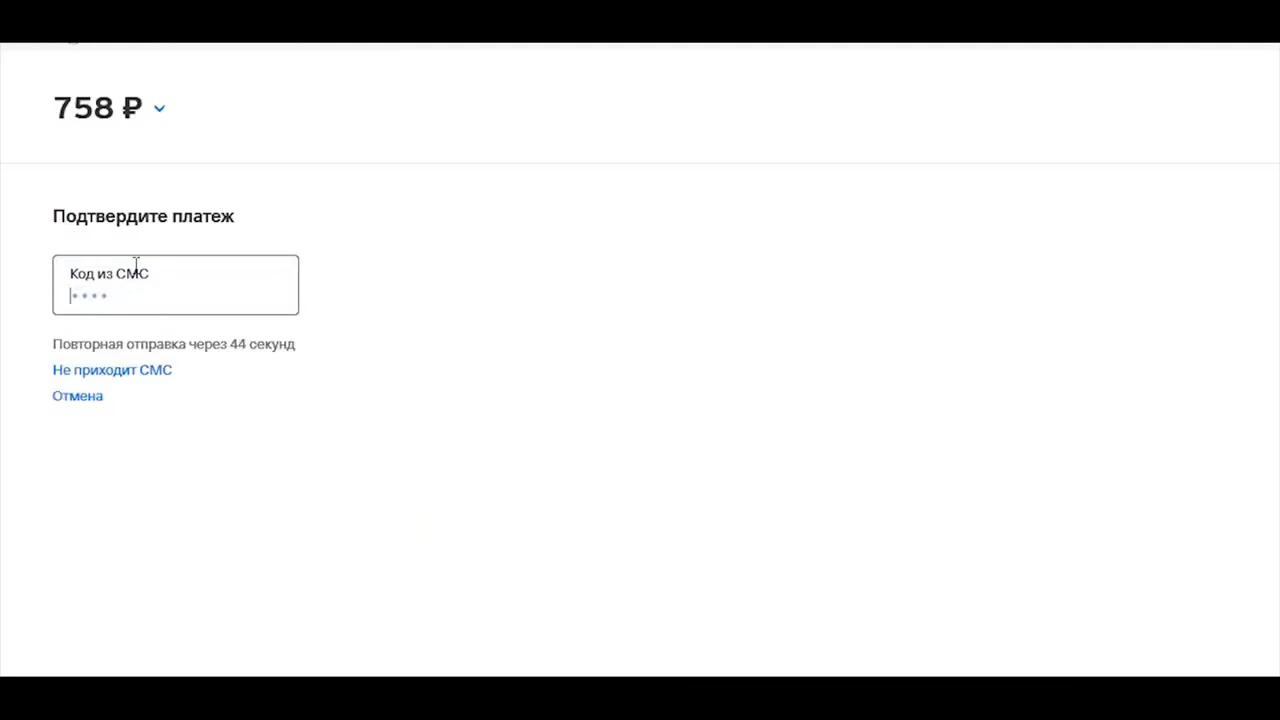 758 ₽
Подтвердите платеж
Код из СМС
Повторная отправка через 44 секунд
Не приходит СМС
Отмена